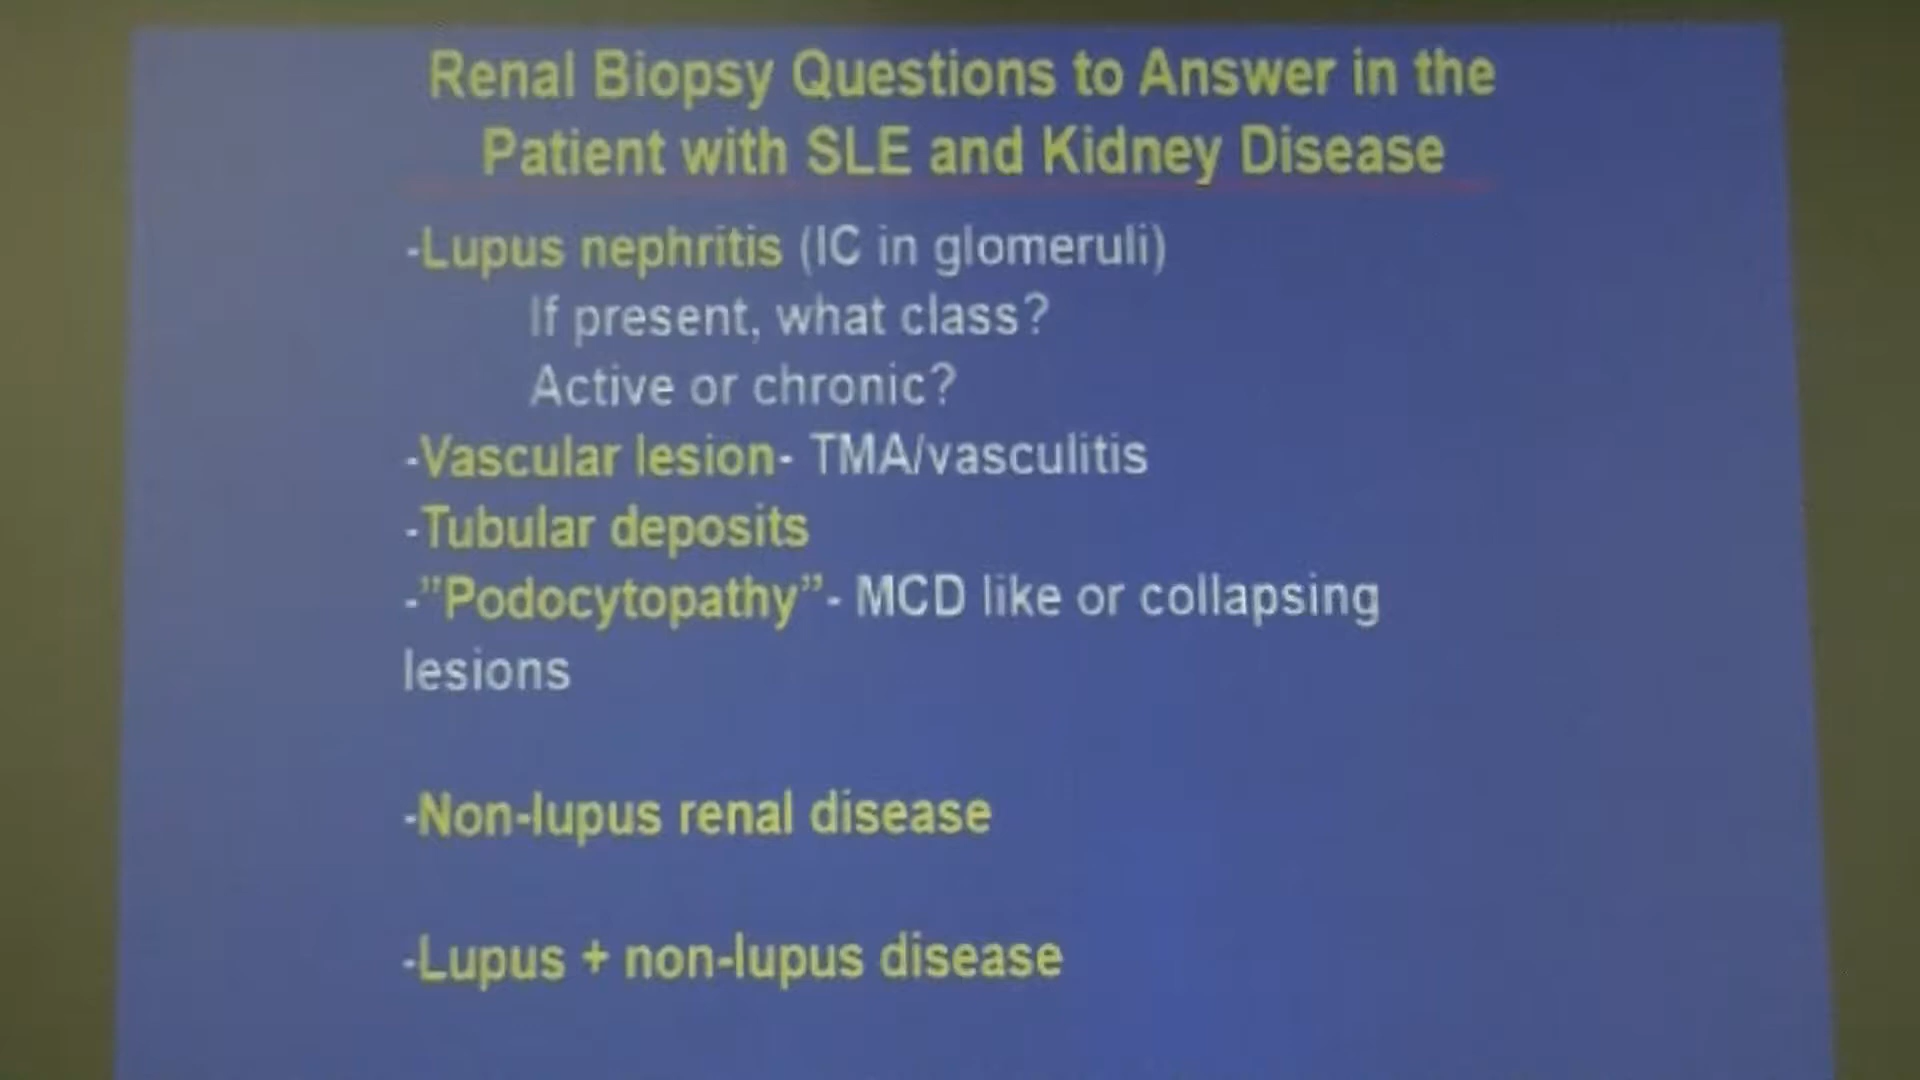 Renal Biopsy Questions to Answer in the
Patient with SLE and Kidney Disease
-Lupus nephritis (IC in glomeruli)
If present, what class?
Active or chronic?
-Vascular lesion- TMA/vasculitis
-Tubular deposits
-”Podocytopathy”- MCD like or collapsing
lesions
-Non-lupus renal disease
-Lupus + non-lupus disease